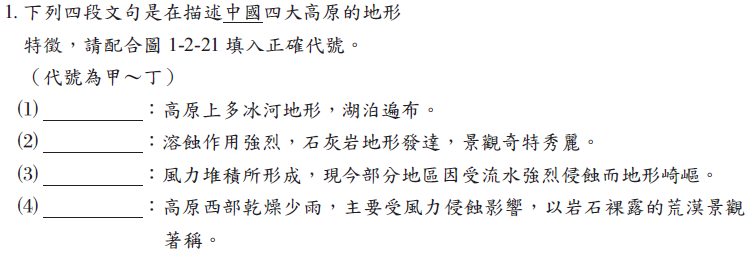 1. 下列四段文句是在描述中國四大高原的地形
特徵，請配合圖 1-2-21 填入正確代號。
（代號為甲～丁）
(1) __________：高原上多冰河地形，湖泊遍布。
(2) __________：溶蝕作用強烈，石灰岩地形發達，景觀奇特秀麗。
(3) __________：風力堆積所形成，現今部分地區因受流水強烈侵蝕而地形崎嶇。
(4) __________：高原西部乾燥少雨，主要受風力侵蝕影響，以岩石裸露的荒漠景觀
著稱。